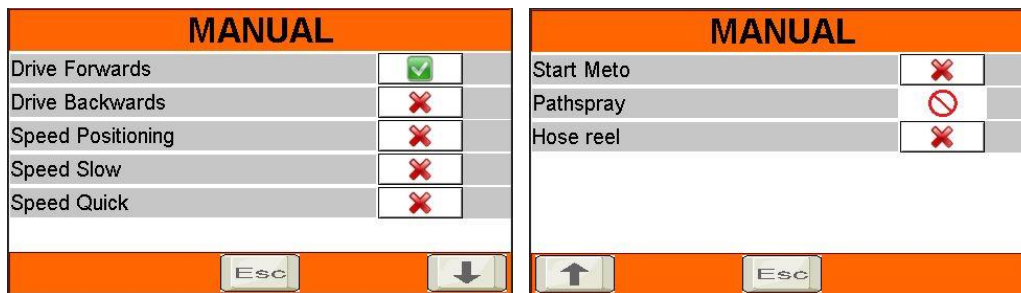 MANUAL
Drive Forwards
Drive Backwards
Speed Positioning
Speed Slow
Speed Quick
Esc
MANUAL
Start Meto
Pathspray
Hose reel
Esc